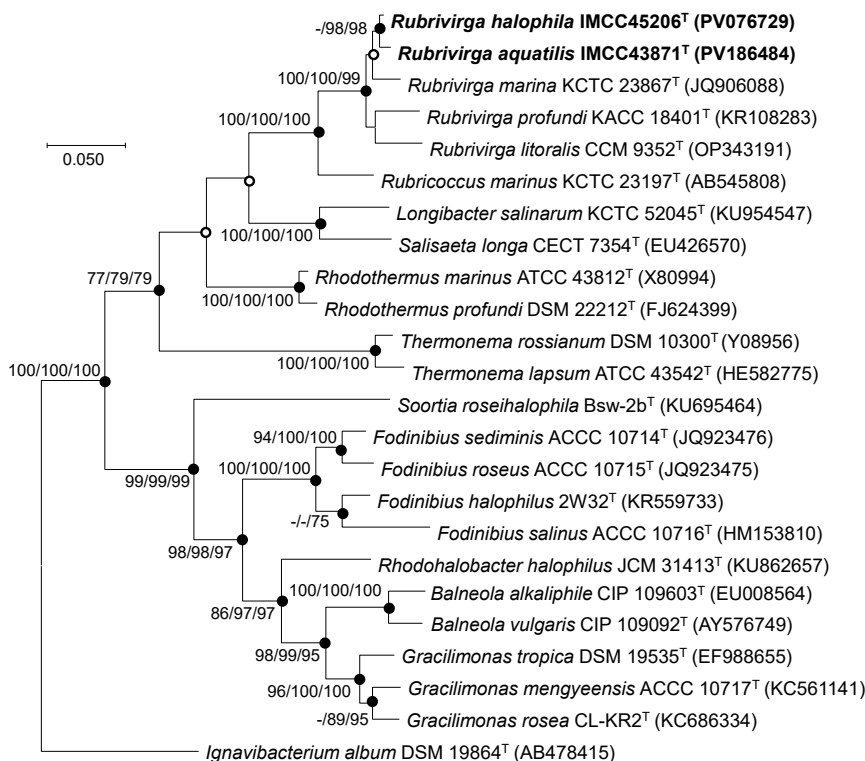 Rubrivirga halophila IMCC45206T (PV076729)
-/98/98
Rubrivirga aquatilis IMCC43871T (PV186484)
100/100/99
Rubrivirga marina KCTC 23867T (JQ906088)
100/100/100
Rubrivirga profundi KACC 18401T (KR108283)
0.050
Rubrivirga litoralis CCM 9352T (OP343191)
Rubricoccus marinus KCTC 23197T (AB545808)
Longibacter salinarum KCTC 52045T (KU954547)
100/100/100
Salisaeta longa CECT 7354T (EU426570)
77/79/79
Rhodothermus marinus ATCC 43812T (X80994)
100/100/100
Rhodothermus profundi DSM 22212T (FJ624399)
Thermonema rossianum DSM 10300T (Y08956)
100/100/100
100/100/100
Thermonema lapsum ATCC 43542T (HE582775)
Soortia roseihalophila Bsw-2bT (KU695464)
94/100/100
Fodinibius sediminis ACCC 10714T (JQ923476)
99/99/99
100/100/100
Fodinibius roseus ACCC 10715T (JQ923475)
Fodinibius halophilus 2W32T (KR559733)
-/-/75
Fodinibius salinus ACCC 10716T (HM153810)
98/98/97
Rhodohalobacter halophilus JCM 31413T (KU862657)
100/100/100
Balneola alkaliphile CIP 109603T (EU008564)
86/97/97
Balneola vulgaris CIP 109092T (AY576749)
98/99/95
Gracilimonas tropica DSM 19535T (EF988655)
96/100/100
Gracilimonas mengyeensis ACCC 10717T (KC561141)
-/89/95
Gracilimonas rosea CL-KR2T (KC686334)
Ignavibacterium album DSM 19864T (AB478415)